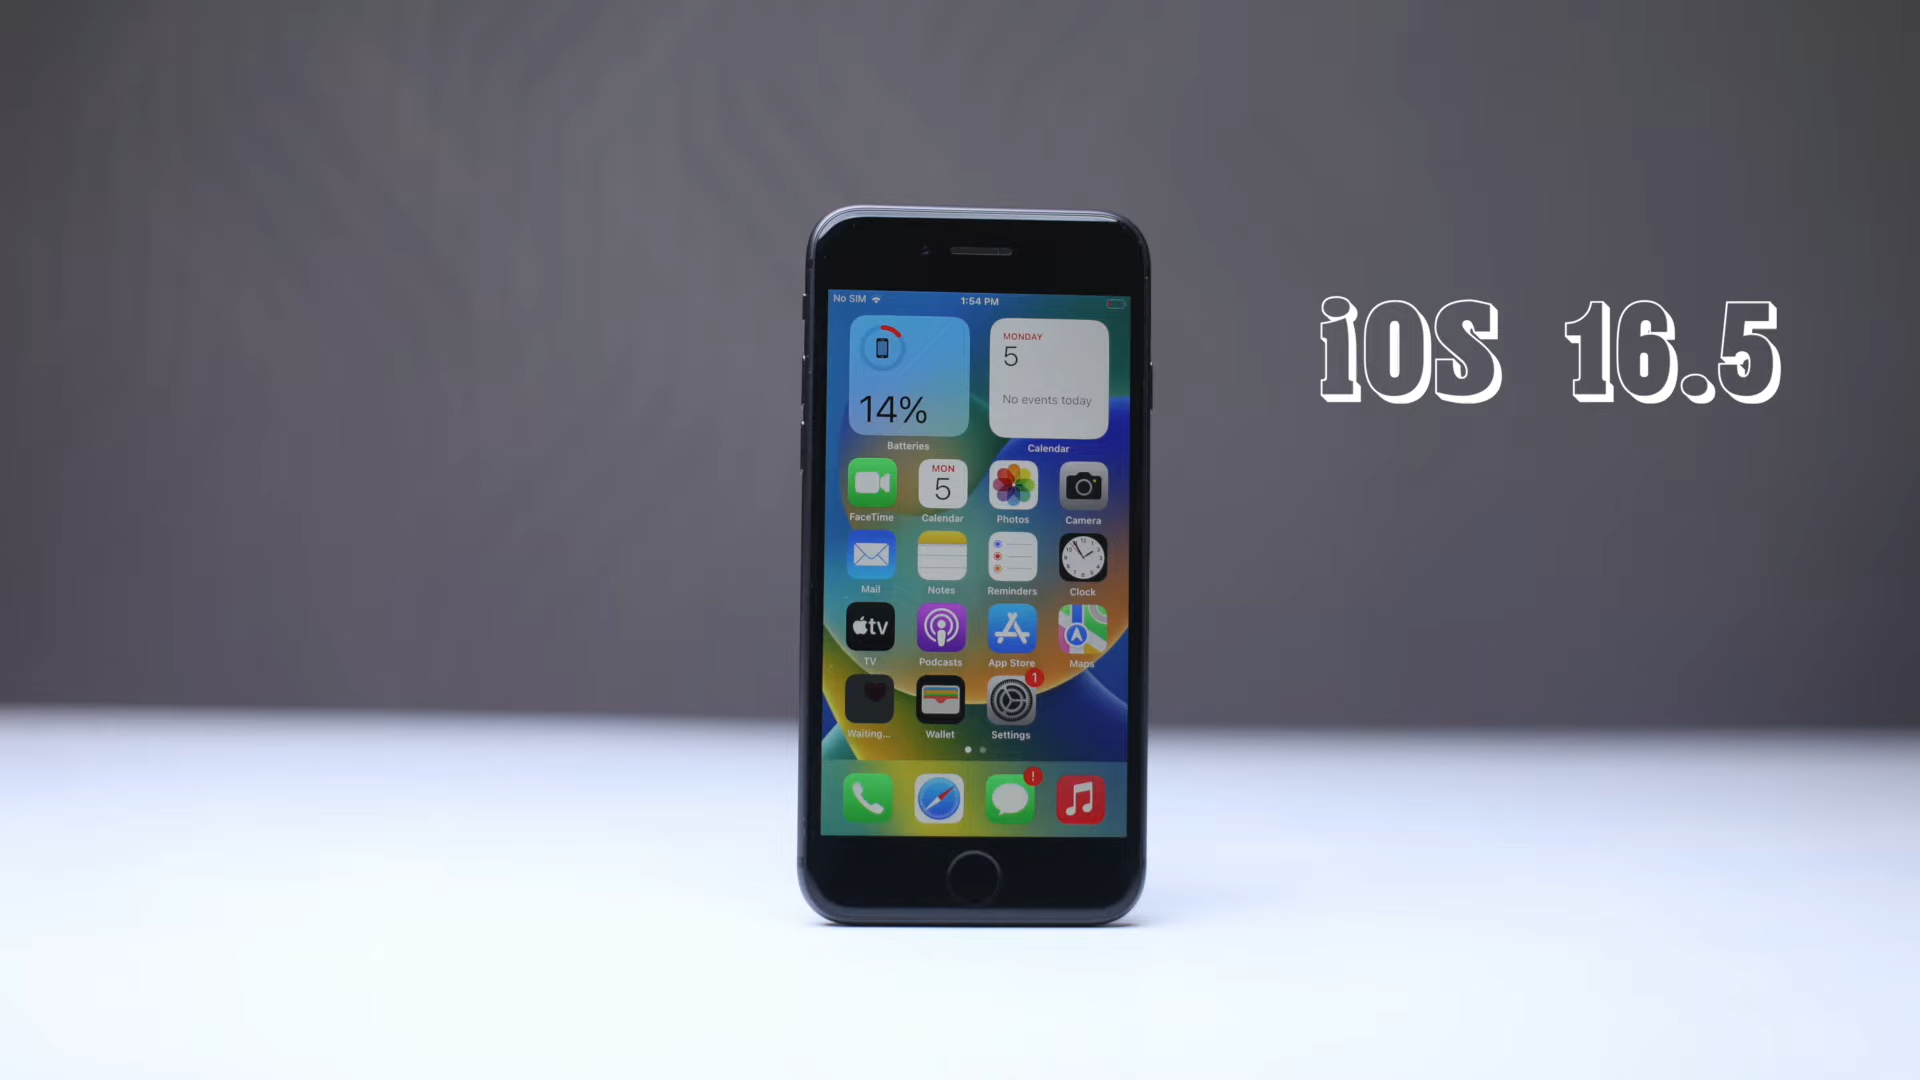 No SIM 1:54 PM
iOS 16.5
MONDAY
5
No events today
14%
Batteries Calendar
MON
5
FaceTime Calendar Photos Camera
Mail Notes Reminders Clock
tv
TV Podcasts App Store Maps
1
Waiting... Wallet Settings
!